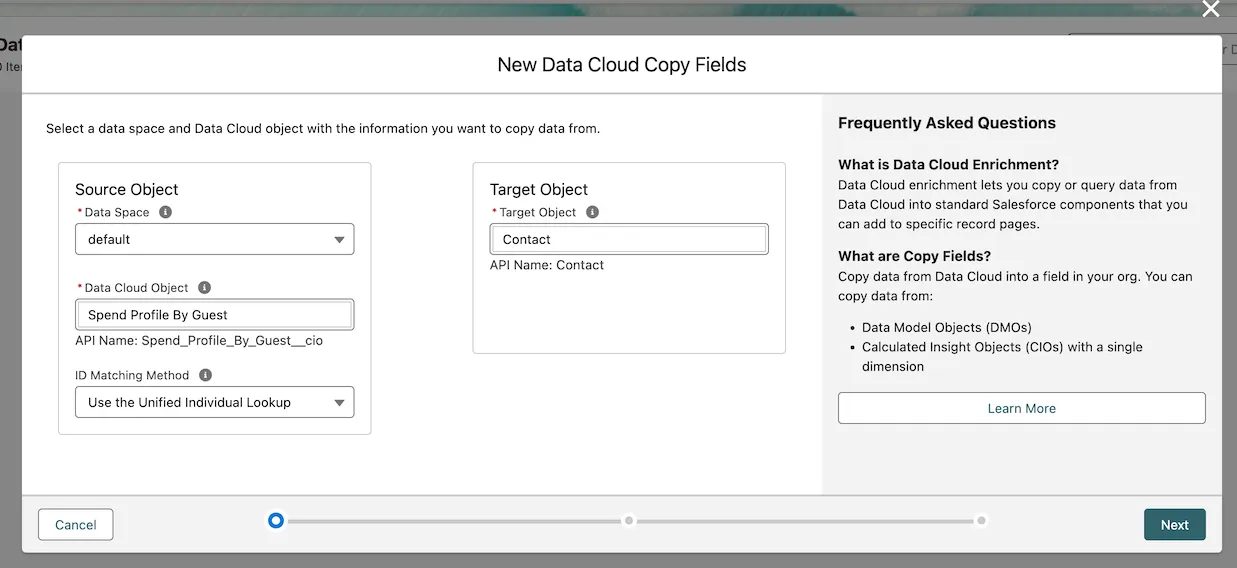 New Data Cloud Copy Fields
Select a data space and Data Cloud object with the information you want to copy data from.
Source Object
* Data Space
default
* Data Cloud Object
Spend Profile By Guest
API Name: Spend_Profile_By_Guest__cio
ID Matching Method
Use the Unified Individual Lookup
Target Object
* Target Object
Contact
API Name: Contact
Frequently Asked Questions
What is Data Cloud Enrichment?
Data Cloud enrichment lets you copy or query data from
Data Cloud into standard Salesforce components that you
can add to specific record pages.
What are Copy Fields?
Copy data from Data Cloud into a field in your org. You can
copy data from:
• Data Model Objects (DMOs)
• Calculated Insight Objects (CIOs) with a single
dimension
Learn More
Cancel
Next